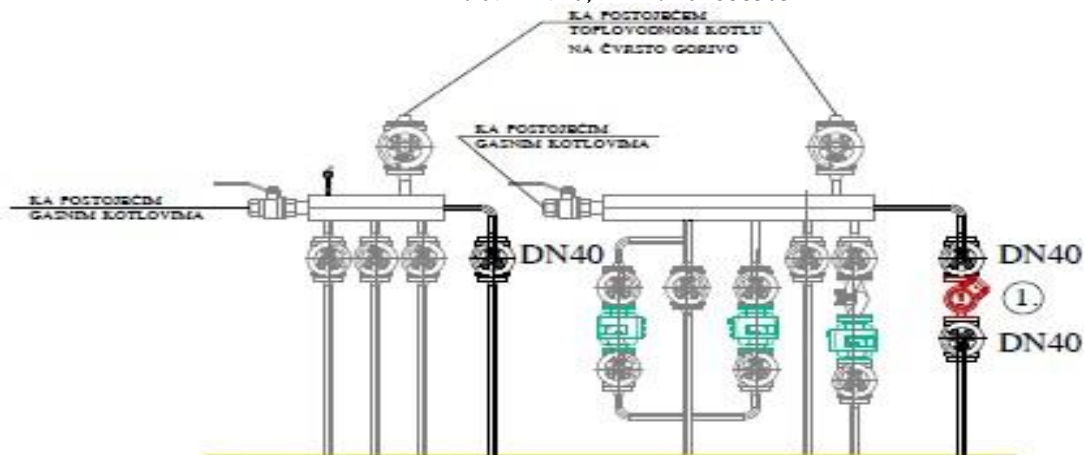 KA POSTOJEĆEM
TOPLOVODNOM KOTLU
NA ČVRSTO GORIVO
KA POSTOJEĆIM
GASNIM KOTLOVIMA
KA POSTOJEĆIM
GASNIM KOTLOVIMA
DN40
DN40
1.
DN40